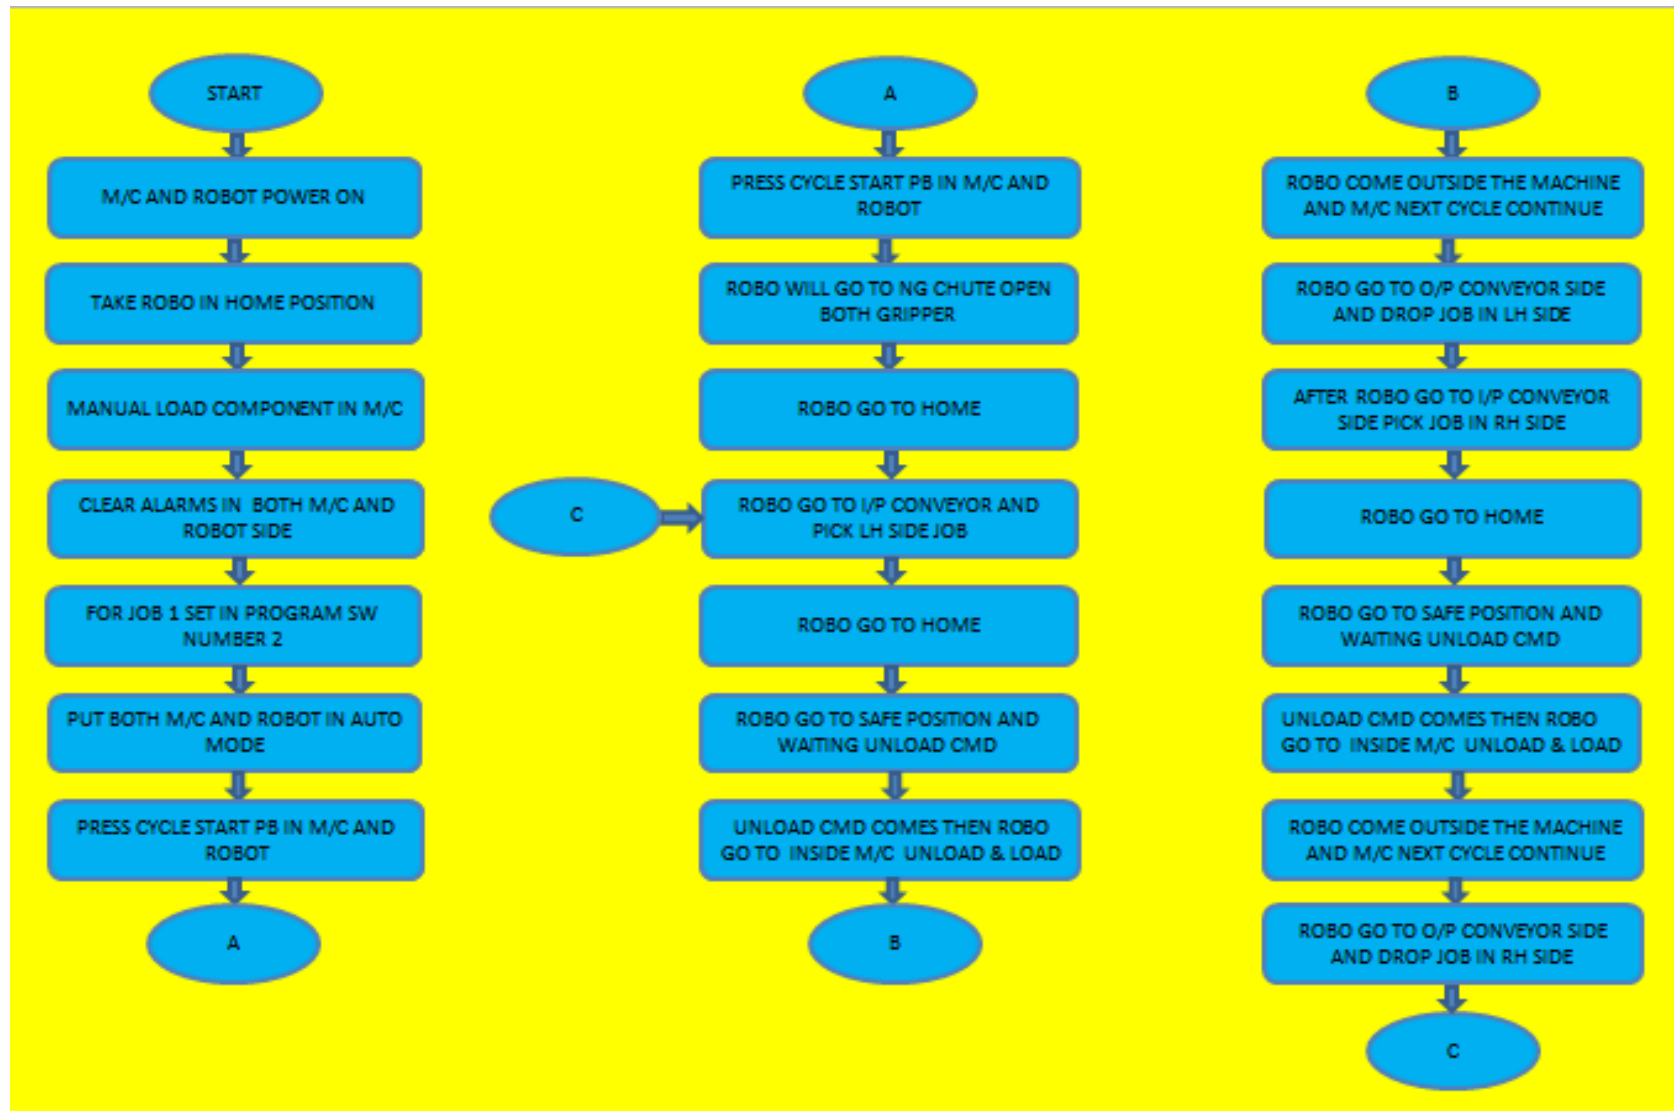 START
M/C AND ROBOT POWER ON
TAKE ROBO IN HOME POSITION
MANUAL LOAD COMPONENT IN M/C
CLEAR ALARMS IN BOTH M/C AND
ROBOT SIDE
FOR JOB 1 SET IN PROGRAM SW
NUMBER 2
PUT BOTH M/C AND ROBOT IN AUTO
MODE
PRESS CYCLE START PB IN M/C AND
ROBOT
A
A
PRESS CYCLE START PB IN M/C AND
ROBOT
ROBO WILL GO TO NG CHUTE OPEN
BOTH GRIPPER
ROBO GO TO HOME
C
ROBO GO TO I/P CONVEYOR AND
PICK LH SIDE JOB
ROBO GO TO HOME
ROBO GO TO SAFE POSITION AND
WAITING UNLOAD CMD
UNLOAD CMD COMES THEN ROBO
GO TO INSIDE M/C UNLOAD & LOAD
B
B
ROBO COME OUTSIDE THE MACHINE
AND M/C NEXT CYCLE CONTINUE
ROBO GO TO O/P CONVEYOR SIDE
AND DROP JOB IN LH SIDE
AFTER ROBO GO TO I/P CONVEYOR
SIDE PICK JOB IN RH SIDE
ROBO GO TO HOME
ROBO GO TO SAFE POSITION AND
WAITING UNLOAD CMD
UNLOAD CMD COMES THEN ROBO
GO TO INSIDE M/C UNLOAD & LOAD
ROBO COME OUTSIDE THE MACHINE
AND M/C NEXT CYCLE CONTINUE
ROBO GO TO O/P CONVEYOR SIDE
AND DROP JOB IN RH SIDE
C